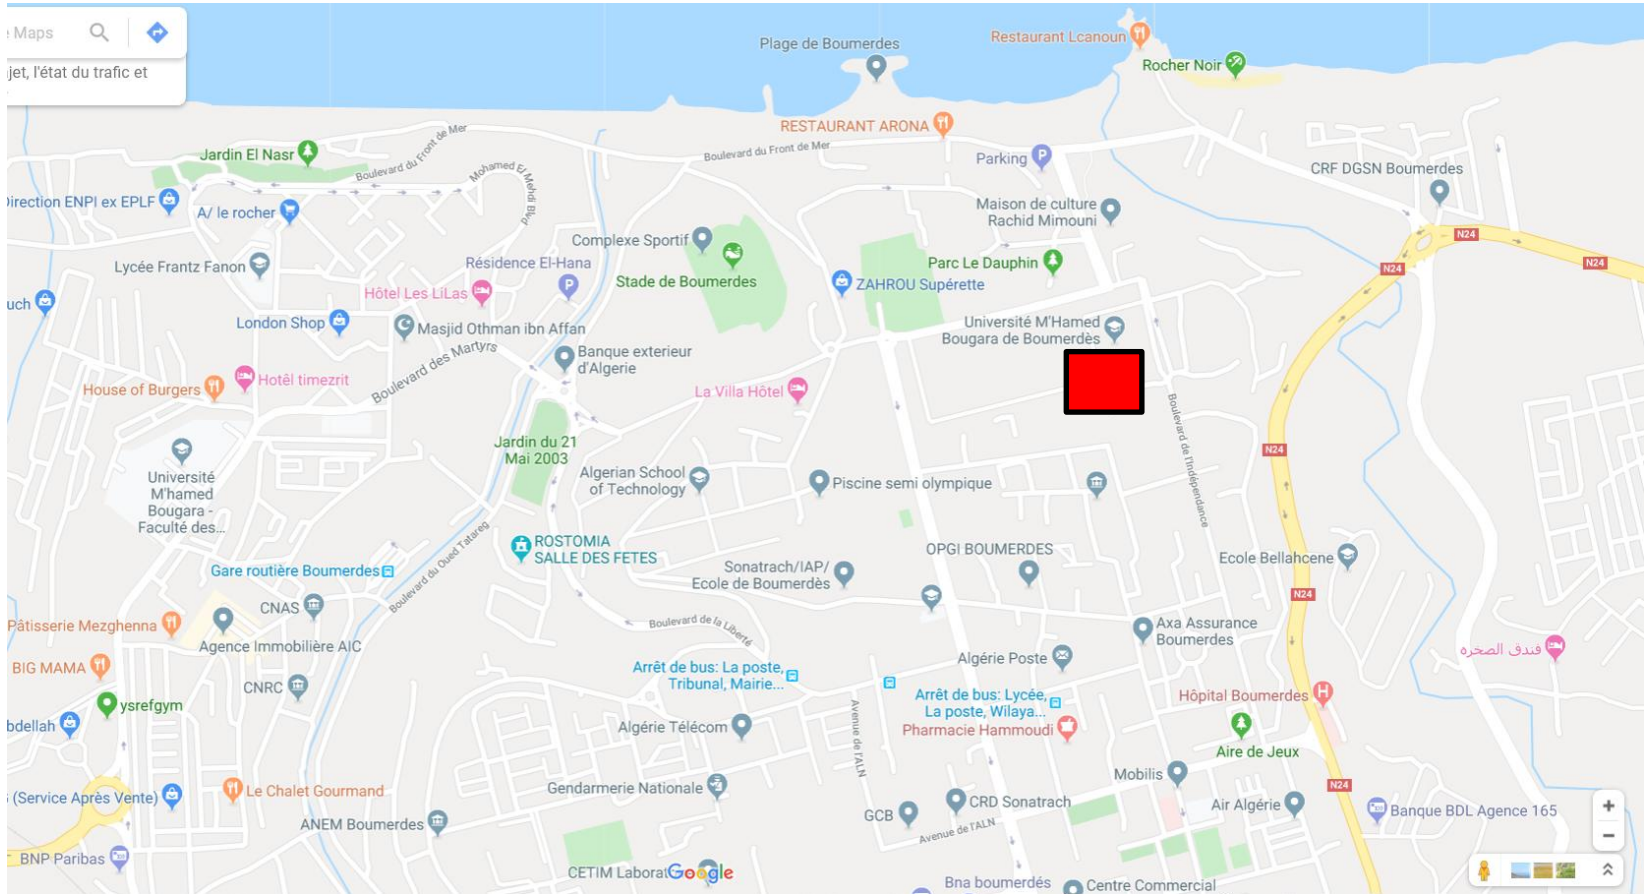 Maps
jet, l'état du trafic et
Plage de Boumerdes
Restaurant Lcanoun
Rocher Noir
RESTAURANT ARONA
Boulevard du Front de Mer
Parking
CRF DGSN Boumerdes
Jardin El Nasr
Boulevard du Front de Mer
Mohamed El Mehdi Blvd
Direction ENPI ex EPLF
A/ le rocher
Maison de culture
Rachid Mimouni
N24
N24
N24
Complexe Sportif
Stade de Boumerdes
Parc Le Dauphin
ZAHROU Supérette
Lycée Frantz Fanon
Résidence El-Hana
Hôtel Les LiLas
uch
London Shop
Masjid Othman ibn Affan
Université M'Hamed
Bougara de Boumerdès
Boulevard des Martyrs
Banque exterieur
d'Algerie
House of Burgers
Hotêl timezrit
La Villa Hôtel
Boulevard de l'Indépendance
Jardin du 21
Mai 2003
N24
Université
M'hamed
Bougara -
Faculté des...
Algerian School
of Technology
Piscine semi olympique
ROSTOMIA
SALLE DES FETES
Boulevard du Oued Tatareg
Gare routière Boumerdes
Sonatrach/IAP/
Ecole de Boumerdès
OPGI BOUMERDES
Ecole Bellahcene
N24
CNAS
Pâtisserie Mezghenna
Agence Immobilière AIC
Boulevard de la Liberté
Axa Assurance
Boumerdes
فندق الصخره
BIG MAMA
CNRC
Arrêt de bus: La poste,
Tribunal, Mairie...
Algérie Poste
Arrêt de bus: Lycée,
La poste, Wilaya...
Hôpital Boumerdes
ysrefgym
bdellah
Algérie Télécom
Avenue de l'ALN
Pharmacie Hammoudi
Aire de Jeux
Mobilis
N24
(Service Après Vente)
Le Chalet Gourmand
Gendarmerie Nationale
CRD Sonatrach
Air Algérie
Banque BDL Agence 165
ANEM Boumerdes
GCB
Avenue de l'ALN
BNP Paribas
CETIM Laborat
Google
Bna boumerdés
Centre Commercial